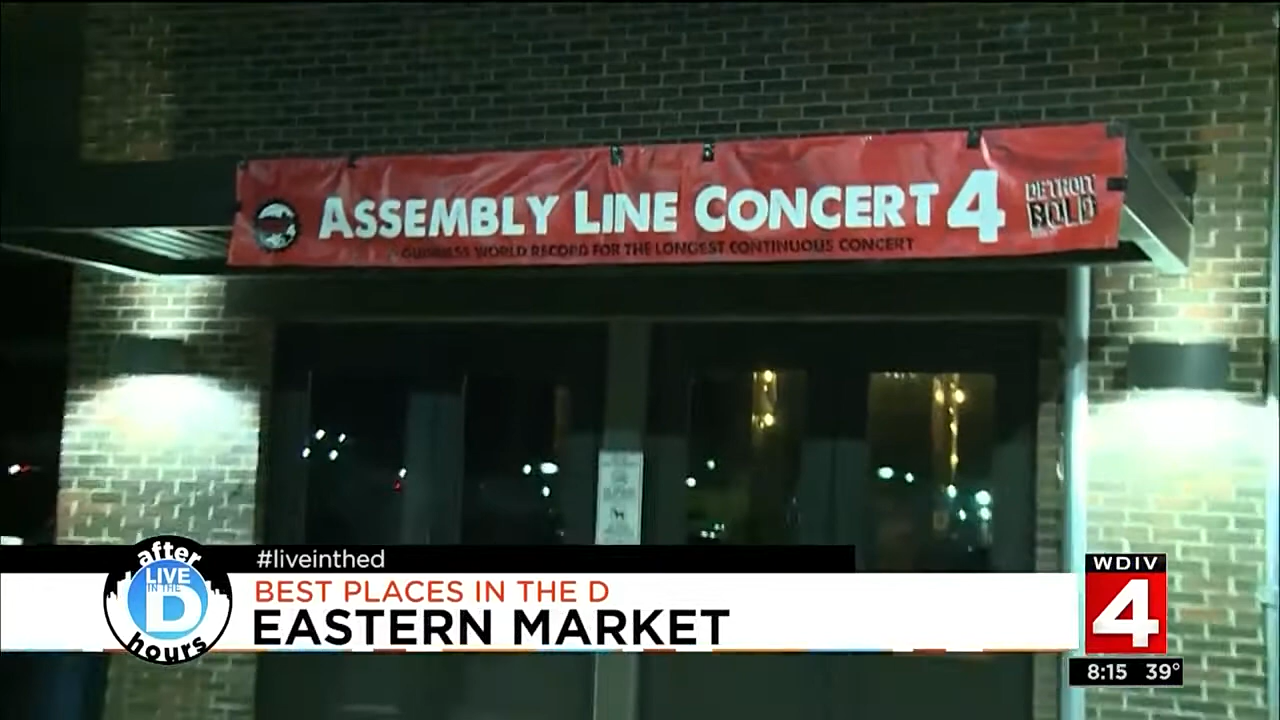 ASSEMBLY LINE CONCERT 4
DETROIT
BOLD
GUINNESS WORLD RECORD FOR THE LONGEST CONTINUOUS CONCERT
#liveinthed
after
LIVE
IN THE
D
hours
BEST PLACES IN THE D
EASTERN MARKET
WDIV
4
8:15 39°